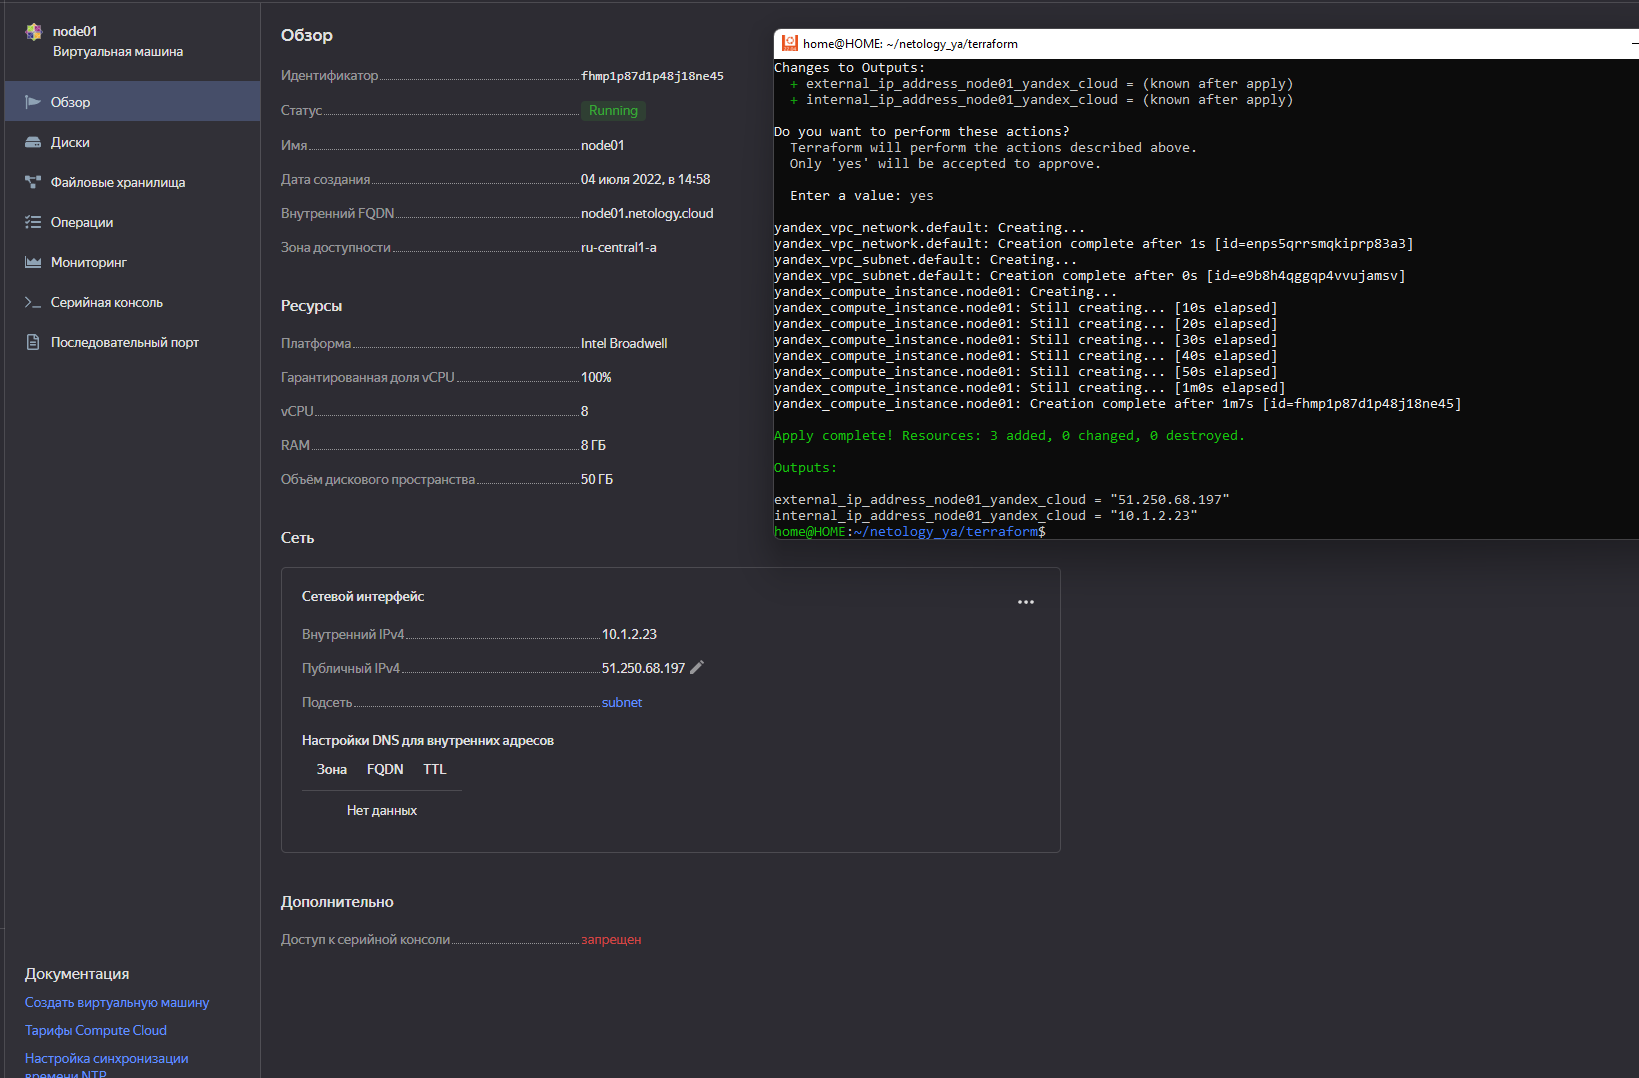 node01
Виртуальная машина
Обзор
Диски
Файловые хранилища
Операции
Мониторинг
Серийная консоль
Последовательный порт
Документация
Создать виртуальную машину
Тарифы Compute Cloud
Настройка синхронизации
времени NTP
Обзор
Идентификатор fhmp1p87d1p48j18ne45
Статус Running
Имя node01
Дата создания 04 июля 2022, в 14:58
Внутренний FQDN node01.netology.cloud
Зона доступности ru-central1-a
Ресурсы
Платформа Intel Broadwell
Гарантированная доля vCPU 100%
vCPU 8
RAM 8 ГБ
Объём дискового пространства 50 ГБ
Сеть
Сетевой интерфейс
Внутренний IPv4 10.1.2.23
Публичный IPv4 51.250.68.197
Подсеть subnet
Настройки DNS для внутренних адресов
Зона FQDN TTL
Нет данных
Дополнительно
Доступ к серийной консоли запрещен
home@HOME: ~/netology_ya/terraform
Changes to Outputs:
+ external_ip_address_node01_yandex_cloud = (known after apply)
+ internal_ip_address_node01_yandex_cloud = (known after apply)
Do you want to perform these actions?
Terraform will perform the actions described above.
Only 'yes' will be accepted to approve.
Enter a value: yes
yandex_vpc_network.default: Creating...
yandex_vpc_network.default: Creation complete after 1s [id=enps5qrrsmqkiprp83a3]
yandex_vpc_subnet.default: Creating...
yandex_vpc_subnet.default: Creation complete after 0s [id=e9b8h4qggqp4vvujamsv]
yandex_compute_instance.node01: Creating...
yandex_compute_instance.node01: Still creating... [10s elapsed]
yandex_compute_instance.node01: Still creating... [20s elapsed]
yandex_compute_instance.node01: Still creating... [30s elapsed]
yandex_compute_instance.node01: Still creating... [40s elapsed]
yandex_compute_instance.node01: Still creating... [50s elapsed]
yandex_compute_instance.node01: Still creating... [1m0s elapsed]
yandex_compute_instance.node01: Creation complete after 1m7s [id=fhmp1p87d1p48j18ne45]
Apply complete! Resources: 3 added, 0 changed, 0 destroyed.
Outputs:
external_ip_address_node01_yandex_cloud = "51.250.68.197"
internal_ip_address_node01_yandex_cloud = "10.1.2.23"
home@HOME:~/netology_ya/terraform$